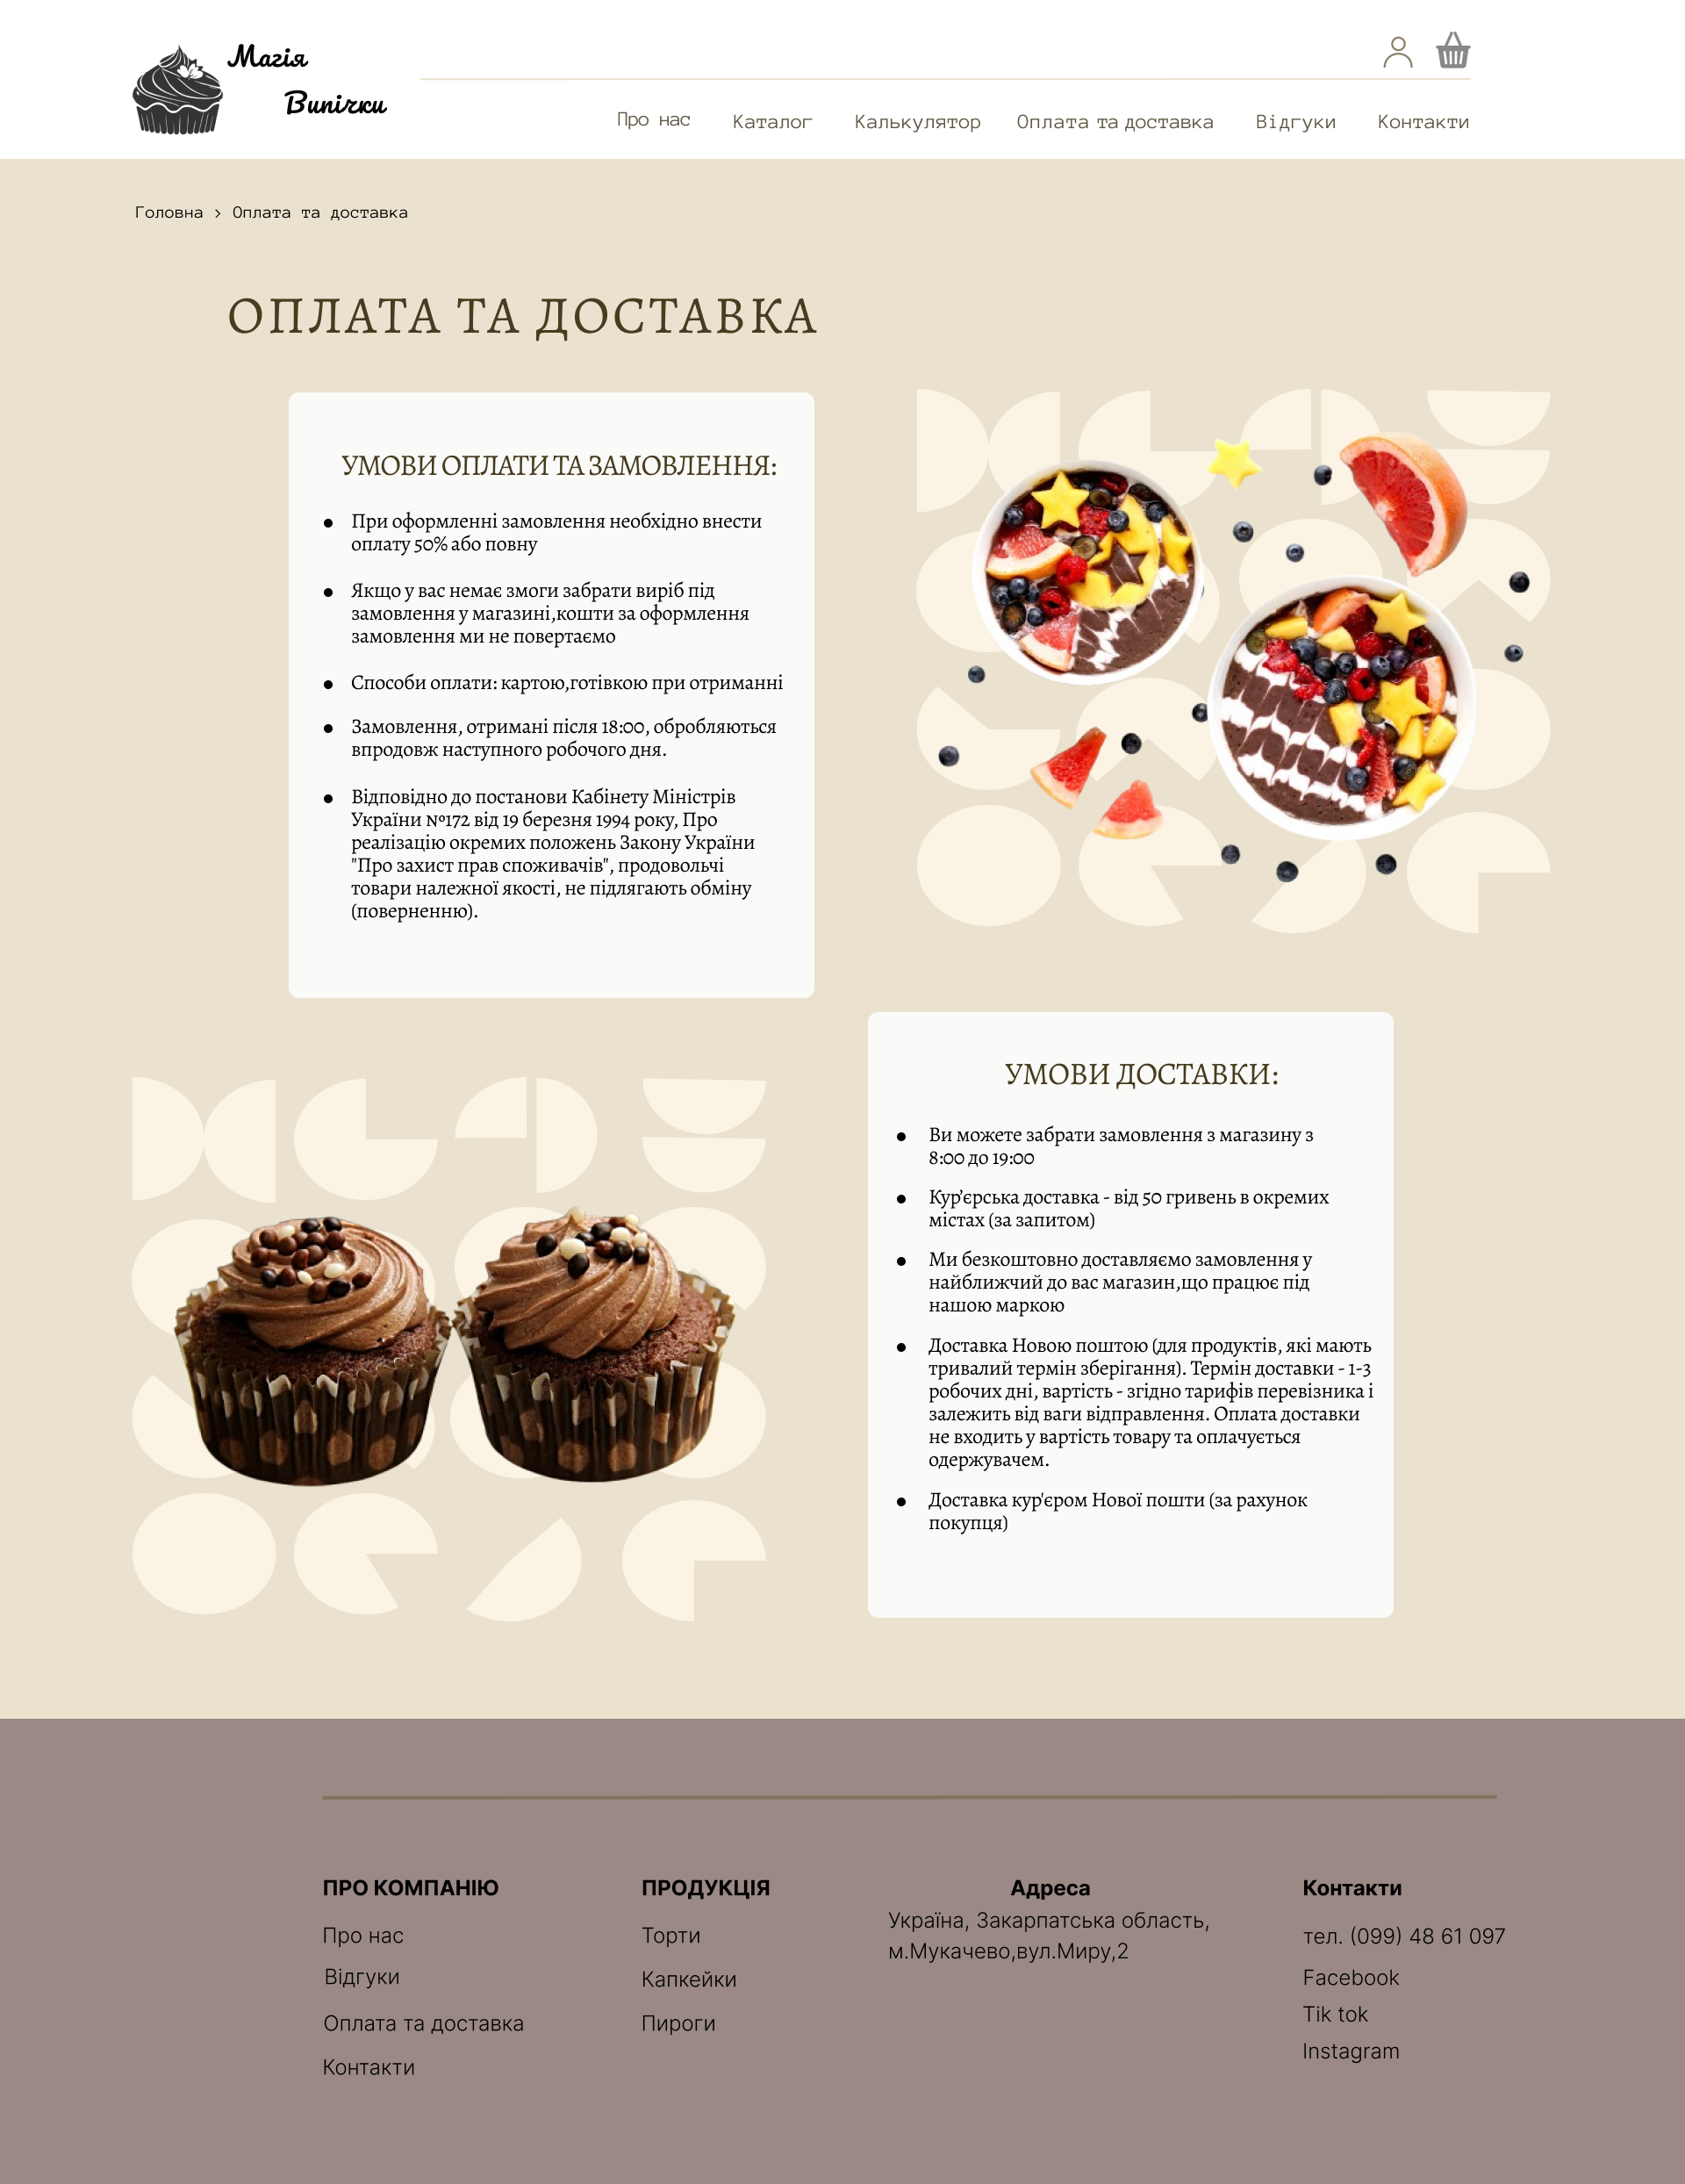 Магія
Випічки
Про нас Каталог Калькулятор Оплата та доставка Відгуки Контакти
Головна > Оплата та доставка
ОПЛАТА ТА ДОСТАВКА
УМОВИ ОПЛАТИ ТА ЗАМОВЛЕННЯ:
При оформленні замовлення необхідно внести
оплату 50% або повну
Якщо у вас немає змоги забрати виріб під
замовлення у магазині,кошти за оформлення
замовлення ми не повертаємо
Способи оплати: картою,готівкою при отриманні
Замовлення, отримані після 18:00, обробляються
впродовж наступного робочого дня.
Відповідно до постанови Кабінету Міністрів
України №172 від 19 березня 1994 року, Про
реалізацію окремих положень Закону України
"Про захист прав споживачів", продовольчі
товари належної якості, не підлягають обміну
(поверненню).
УМОВИ ДОСТАВКИ:
Ви можете забрати замовлення з магазину з
8:00 до 19:00
Кур’єрська доставка - від 50 гривень в окремих
містах (за запитом)
Ми безкоштовно доставляємо замовлення у
найближчий до вас магазин,що працює під
нашою маркою
Доставка Новою поштою (для продуктів, які мають
тривалий термін зберігання). Термін доставки - 1-3
робочих дні, вартість - згідно тарифів перевізника і
залежить від ваги відправлення. Оплата доставки
не входить у вартість товару та оплачується
одержувачем.
Доставка кур'єром Нової пошти (за рахунок
покупця)
ПРО КОМПАНІЮ
Про нас
Відгуки
Оплата та доставка
Контакти
ПРОДУКЦІЯ
Торти
Капкейки
Пироги
Адреса
Україна, Закарпатська область,
м.Мукачево,вул.Миру,2
Контакти
тел. (099) 48 61 097
Facebook
Tik tok
Instagram